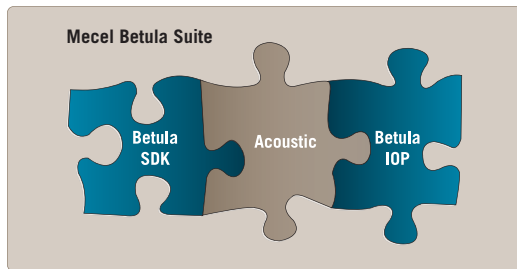 Mecel Betula Suite
Betula
SDK
Acoustic
Betula
IOP